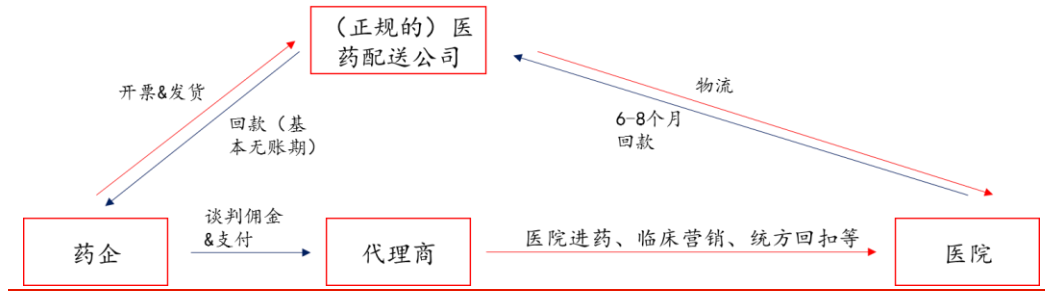 （正规的）医
药配送公司
开票&发货
物流
回款（基
本无账期）
6-8个月
回款
谈判佣金
&支付
药企
代理商
医院进药、临床营销、统方回扣等
医院